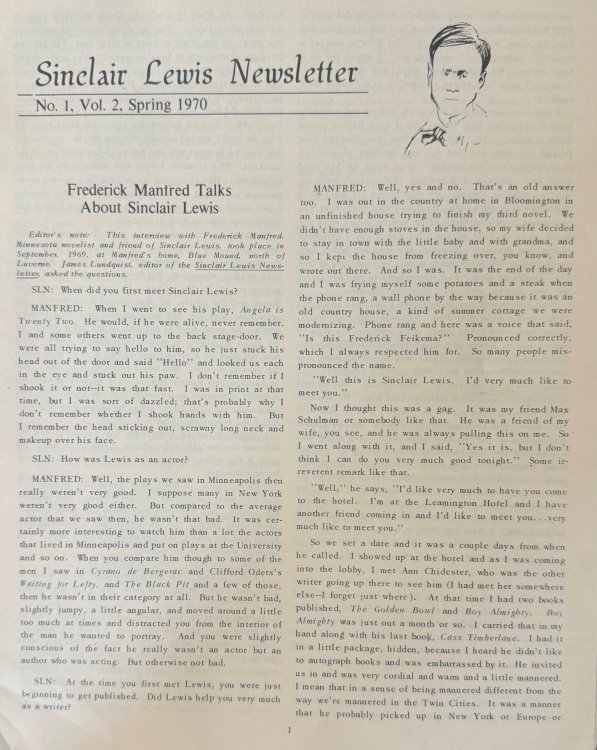 Sinclair Lewis Newsletter
No. 1, Vol. 2, Spring 1970
Frederick Manfred Talks
About Sinclair Lewis
Editor's note: This interview with Frederick Manfred,
Minnesota novelist and friend of Sinclair Lewis, took place in
September, 1969, at Manfred's home, Blue Mound, north of
Luverne. James Lundquist, editor of the Sinclair Lewis News-
letter, asked the questions.
SLN: When did you first meet Sinclair Lewis?
MANFRED: When I went to see his play, Angela is
Twenty Two. He would, if he were alive, never remember.
I and some others went up to the back stage-door. We
were all trying to say hello to him, so he just stuck his
head out of the door and said "Hello" and looked us each
in the eye and stuck out his paw. I don't remember if I
shook it or not--it was that fast. I was in print at that
time, but I was sort of dazzled; that's probably why I
don't remember whether I shook hands with him. But
I remember the head sticking out, scrawny long neck and
makeup over his face.
SLN: How was Lewis as an actor?
MANFRED: Well, the plays we saw in Minneapolis then
really weren't very good. I suppose many in New York
weren't very good either. But compared to the average
actor that we saw then, he wasn't that bad. It was cer-
tainly more interesting to watch him than a lot the actors
that lived in Minneapolis and put on plays at the University
and so on. When you compare him though to some of the
men I saw in Cyrano de Bergerac and Clifford Oders's
Waiting for Lefty, and The Black Pit and a few of those,
then he wasn't in their category at all. But he wasn't bad,
slightly jumpy, a little angular, and moved around a little
too much at times and distracted you from the interior of
the man he wanted to portray. And you were slightly
conscious of the fact he really wasn't an actor but an
author who was acting. But otherwise not bad.
SLN: At the time you first met Lewis, you were just
beginning to get published. Did Lewis help you very much
as a writer?
MANFRED: Well, yes and no. That's an old answer
too. I was out in the country at home in Bloomington in
an unfinished house trying to finish my third novel. We
didn't have enough stoves in the house, so my wife decided
to stay in town with the little baby and with grandma, and
so I kept the house from freezing over, you know, and
wrote out there. And so I was. It was the end of the day
and I was frying myself some potatoes and a steak when
the phone rang, a wall phone by the way because it was an
old country house, a kind of summer cottage we were
modernizing. Phone rang and here was a voice that said,
"Is this Frederick Feikema?" Pronounced correctly,
which I always respected him for. So many people mis-
pronounced the name.
"Well this is Sinclair Lewis. I'd very much like to
meet you."
Now I thought this was a gag. It was my friend Max
Schulman or somebody like that. He was a friend of my
wife, you see, and he was always pulling this on me. So
I went along with it, and I said, "Yes it is, but I don't
think I can do you very much good tonight." Some ir-
reverent remark like that.
"Well," he says, "I'd like very much to have you come
to the hotel. I'm at the Leamington Hotel and I have
another friend coming in and I'd like to meet you...very
much like to meet you."
So we set a date and it was a couple days from when
he called. I showed up at the hotel and as I was coming
into the lobby, I met Ann Chidester, who was the other
writer going up there to see him (I had met her somewhere
else--I forget just where). At that time I had two books
published, The Golden Bowl and Boy Almighty. Boy
Almighty was just out a month or so. I carried that in my
hand along with his last book, Cass Timberlane. I had it
in a little package, hidden, because I heard he didn't like
to autograph books and was embarrassed by it. He invited
us in and was very cordial and warm and a little mannered.
I mean that in a sense of being mannered different from the
way we're mannered in the Twin Cities. It was a manner
that he probably picked up in New York or Europe or
1